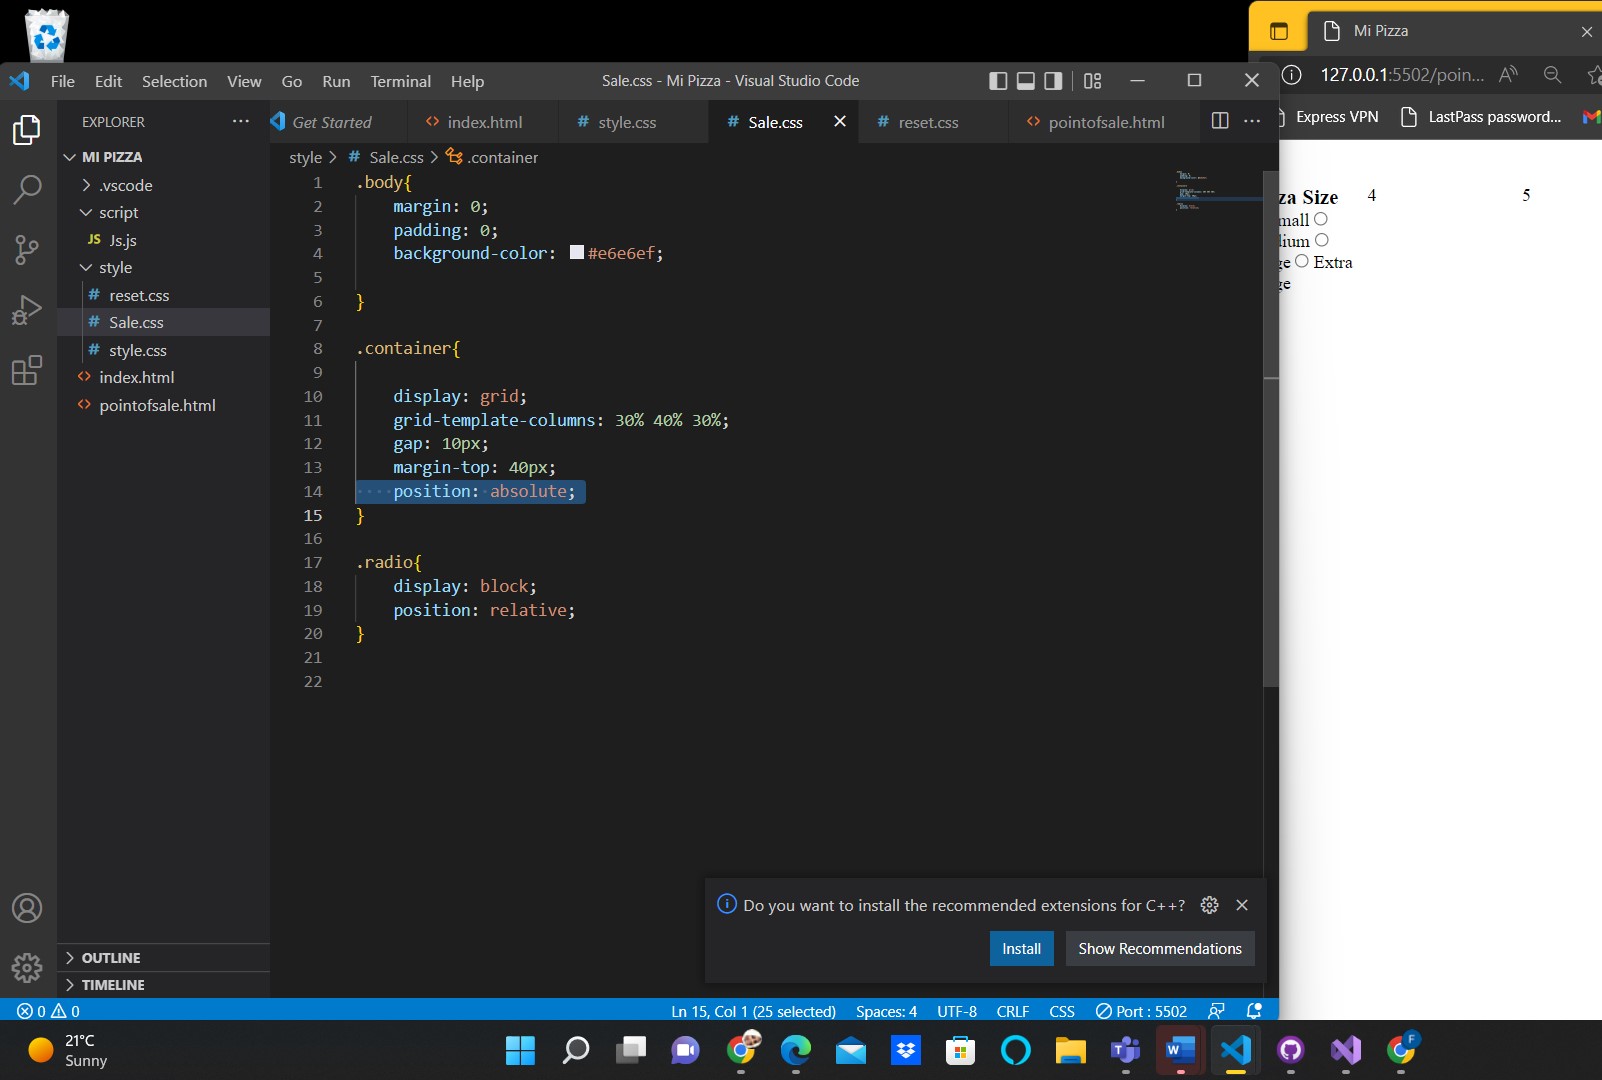 File Edit Selection View Go Run Terminal Help
Sale.css - Mi Pizza - Visual Studio Code
Mi Pizza
127.0.0.1:5502/poin...
Express VPN
LastPass password...
EXPLORER
Get Started
index.html
style.css
Sale.css
reset.css
pointofsale.html
style > # Sale.css > .container
MI PIZZA
.vscode
script
JS Js.js
style
# reset.css
# Sale.css
# style.css
<> index.html
<> pointofsale.html
1 .body{
2 margin: 0;
3 padding: 0;
4 background-color: #e6e6ef;
5
6 }
7
8 .container{
9
10 display: grid;
11 grid-template-columns: 30% 40% 30%;
12 gap: 10px;
13 margin-top: 40px;
14 position: absolute;
15 }
16
17 .radio{
18 display: block;
19 position: relative;
20 }
21
22
za Size 4 5
mall
ium
ge Extra
ge
Do you want to install the recommended extensions for C++?
Install
Show Recommendations
OUTLINE
TIMELINE
0 0
Ln 15, Col 1 (25 selected) Spaces: 4 UTF-8 CRLF CSS Port : 5502
21°C
Sunny